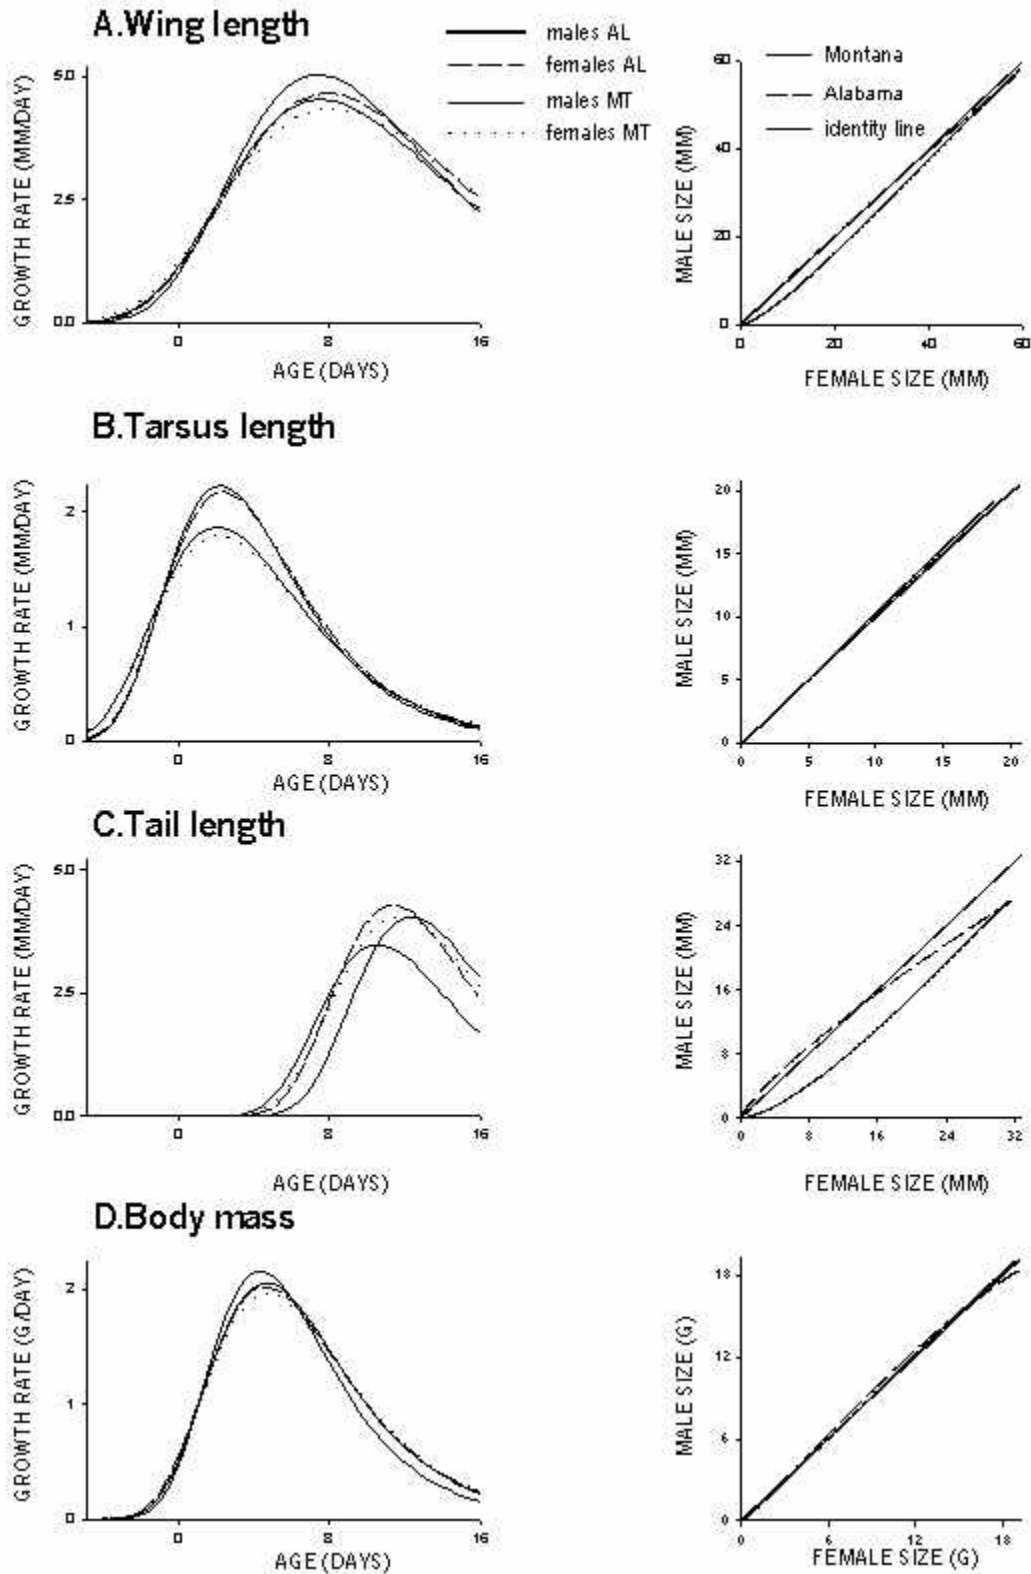 A.Wing length
males AL
females AL
males MT
females MT
GROWTH RATE (MM/DAY)
5.0
2.5
0.0
0 8 16
AGE (DAYS)
Montana
Alabama
identity line
MALE SIZE (MM)
60
40
20
0
0 20 40 60
FEMALE SIZE (MM)
B.Tarsus length
GROWTH RATE (MM/DAY)
2
1
0
0 8 16
AGE (DAYS)
MALE SIZE (MM)
20
15
10
5
0
0 5 10 15 20
FEMALE SIZE (MM)
C.Tail length
GROWTH RATE (MM/DAY)
5.0
2.5
0.0
0 8 16
AGE (DAYS)
MALE SIZE (MM)
32
24
16
8
0
0 8 16 24 32
FEMALE SIZE (MM)
D.Body mass
GROWTH RATE (G/DAY)
2
1
0
0 8 16
AGE (DAYS)
MALE SIZE (G)
18
12
6
0
0 6 12 18
FEMALE SIZE (G)